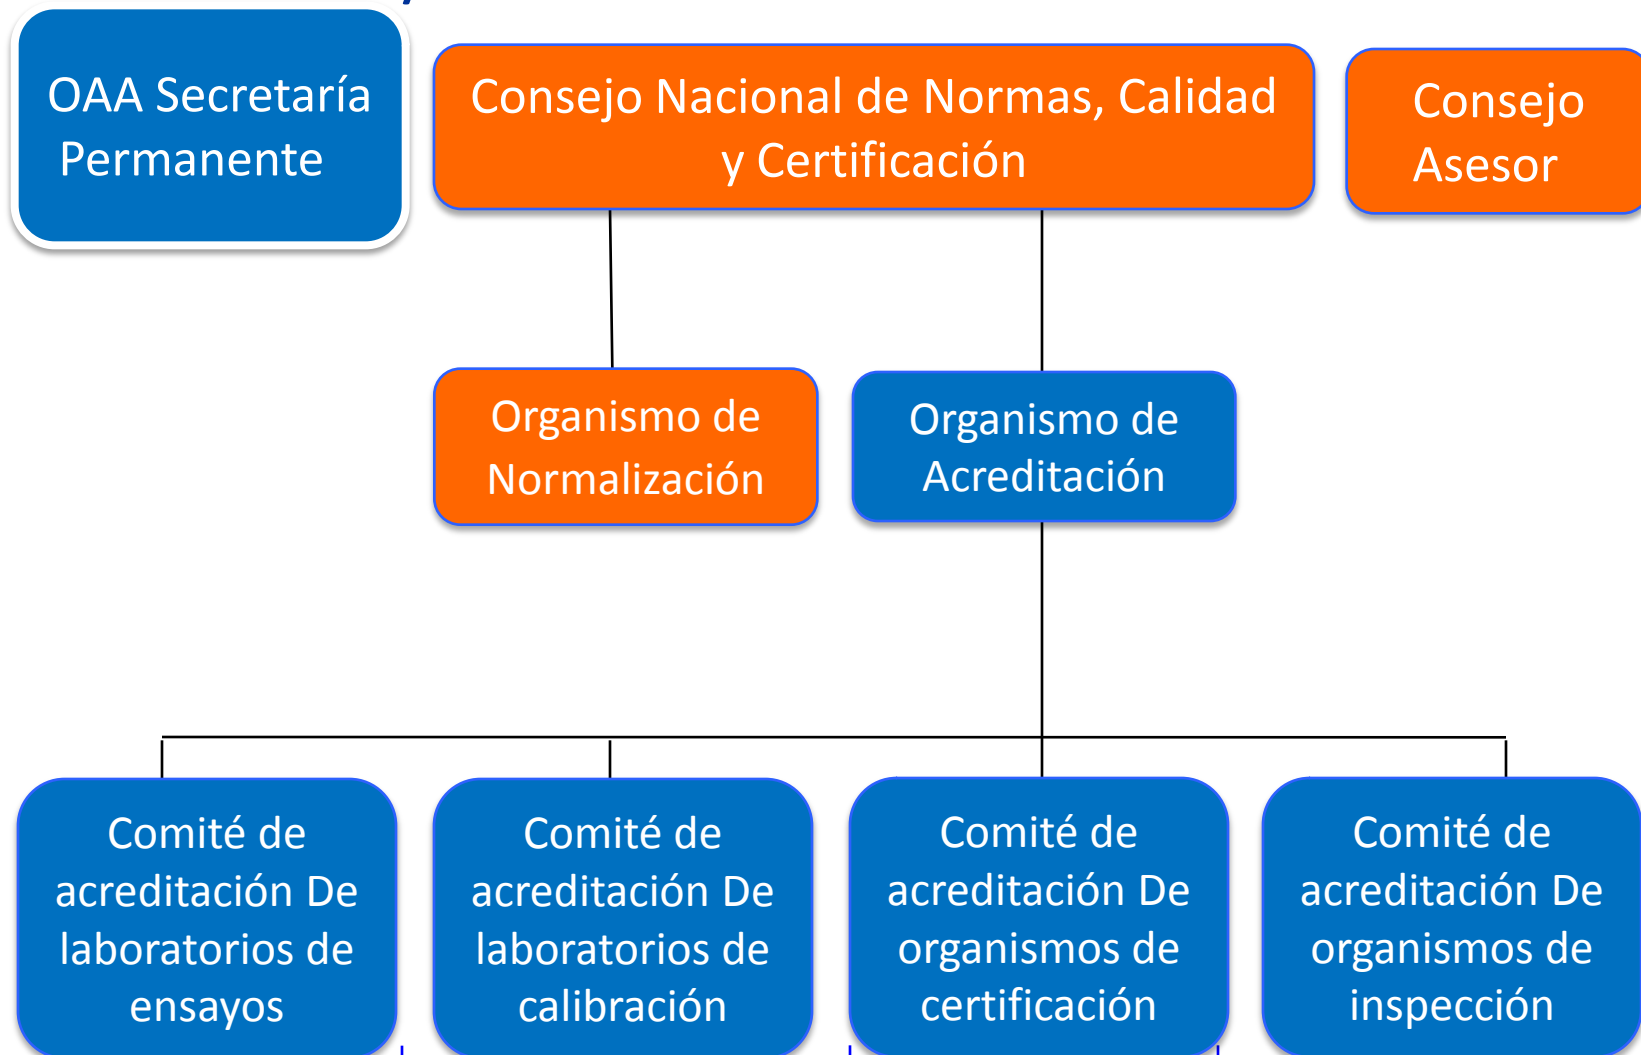 OAA Secretaría
Permanente
Consejo Nacional de Normas, Calidad
y Certificación
Consejo
Asesor
Organismo de
Normalización
Organismo de
Acreditación
Comité de
acreditación De
laboratorios de
ensayos
Comité de
acreditación De
laboratorios de
calibración
Comité de
acreditación De
organismos de
certificación
Comité de
acreditación De
organismos de
inspección